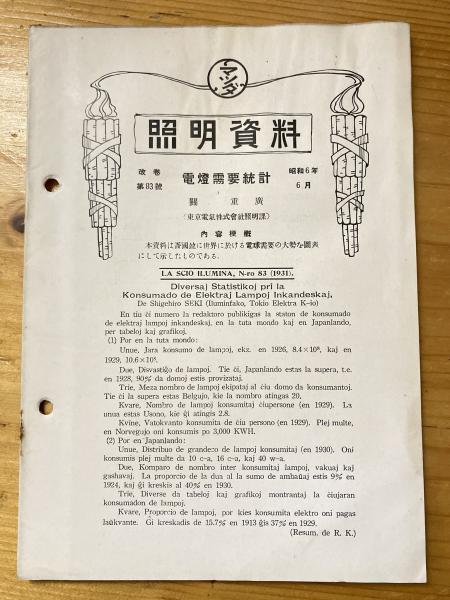 マツダ
照明資料
改卷
第83號
電燈需要統計
昭和6年
6月
關 重廣
(東京電氣株式會社照明課)
內容梗概
本資料は吾國並に世界に於ける電球需要の大勢を圖表
にして示したものである。
LA SCIO ILUMINA, N-ro 83 (1931).
Diversaj Statistikoj pri la
Konsumado de Elektraj Lampoj Inkandeskaj.
De Shigehiro SEKI (Iluminfako, Tokio Elektra K-io)
En tiu ĉi numero la redaktoro publikigas la staton de konsumado
de elektraj lampoj inkandeskaj, en la tuta mondo kaj en Japanlando,
per tabeloj kaj grafikoj.
(1) Por en la tuta mondo:
Unue, Jara konsumo de lampoj, ekz. en 1926, 8.4×10⁸, kaj en
1929, 10.6×10⁸.
Due, Disvastiĝo de lampoj. Tie ĉi, Japanlando estas la supera, t.e.
en 1928, 90% da domoj estis provizataj.
Trie, Meza nombro de lampoj ekipataj al ĉiu domo da konsumantoj.
Tie ĉi la supera estas Belgujo, kie la nombro atingas 20.
Kvare, Nombro de lampoj konsumitaj ĉiupersone (en 1929). La
unua estas Usono, kie ĝi atingis 2.8.
Kvine, Vatokvanto konsumita de ĉiu persono (en 1929). Plej multe,
en Norvegujo oni konsumis po 3,000 KWH.
(2) Por en Japanlando:
Unue, Distribuo de grandeco de lampoj konsumitaj (en 1930). Oni
konsumis plej multe da 10 c-a, 16 c-a, kaj 40 w-a.
Due, Komparo de nombro inter konsumitaj lampoj, vakuaj kaj
gashavaj. La proporcio de la dua al la sumo de ambaŭaj estis 9% en
1924, kaj ĝi kreskis al 40% en 1930.
Trie, Diverse da tabeloj kaj grafikoj montrantaj la ĉiujaran
konsumadon de lampoj.
Kvare, Proporcio de lampoj, por kies konsumita elektro oni pagas
laŭkvante. Ĝi kreskadis de 15.7% en 1913 ĝis 37% en 1929.
(Resum. de R. K.)